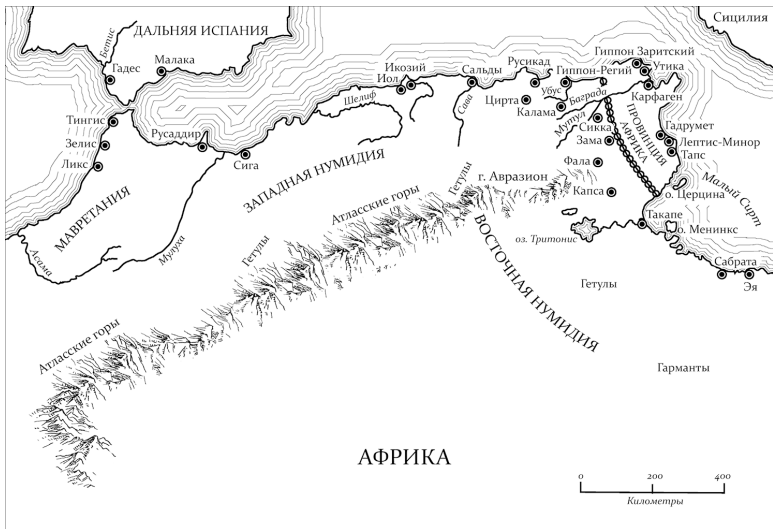 СИЦИЛИЯ
ДАЛЬНЯЯ ИСПАНИЯ
Бетис
Гадес
Малака
Тингис
Зелис
Ликс
Русаддир
Сига
МАВРЕТАНИЯ
Асама
Мулуха
ЗАПАДНАЯ НУМИДИЯ
Шелиф
Икозий
Иол
Сальды
Сава
Русикад
Цирта
Гиппон-Регий
Убус
Калама
Баграда
Мутул
Гиппон Заритский
Утика
Карфаген
ПРОВИНЦИЯ
АФРИКА
Сикка
Зама
Фала
Капса
Гадрумет
Лептис-Минор
Тапс
Малый Сирт
о. Церцина
Такапе
о. Менинкс
оз. Тритонис
Сабрата
Эя
г. Авразион
Гетулы
Атласские горы
Гетулы
ВОСТОЧНАЯ НУМИДИЯ
Гетулы
Гарманты
Атласские горы
АФРИКА
0 200 400
Километры